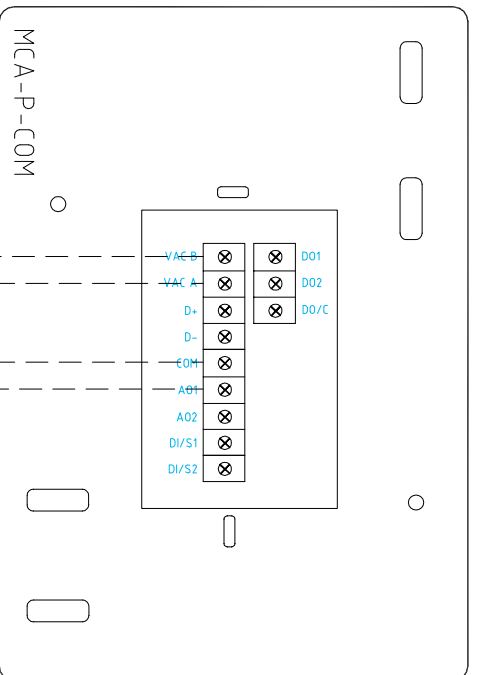 MCA-P-COM
VAC B
VAC A
D+
D-
COM
AO1
AO2
DI/S1
DI/S2
DO1
DO2
DO/C